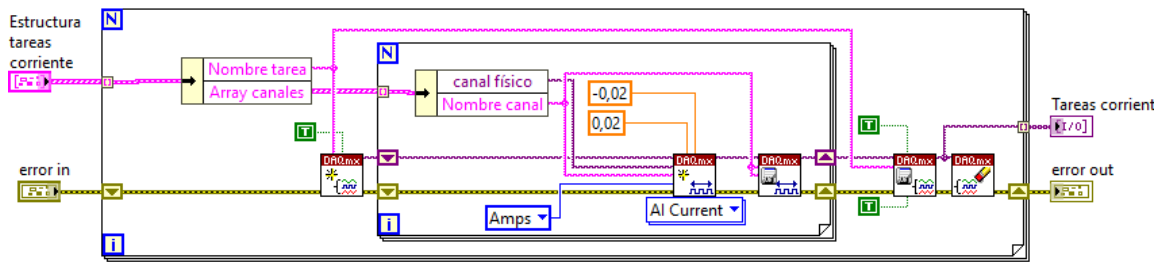 Estructura
tareas
corriente
N
Nombre tarea
Array canales
N
canal físico
Nombre canal
-0,02
0,02
T
T
Tareas corrient
I/O
error in
DAQmx
DAQmx
DAQmx
DAQmx
DAQmx
error out
Amps
AI Current
T
i
i